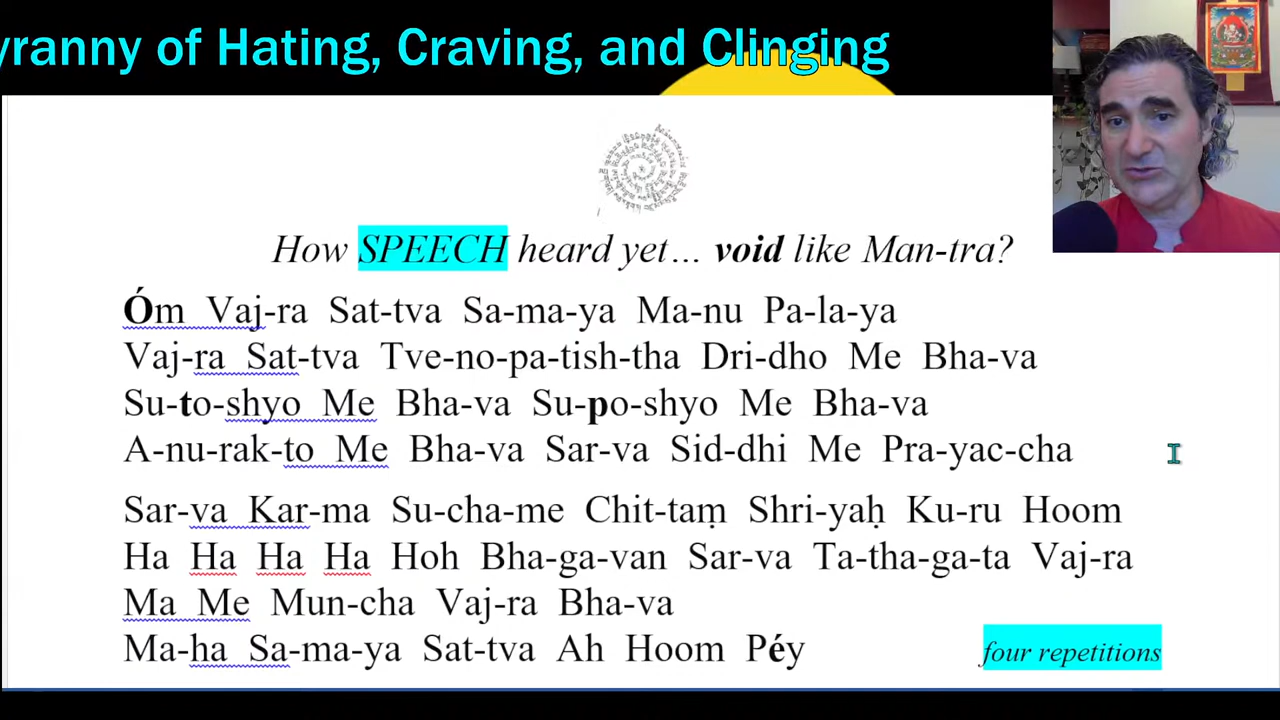 yranny of Hating, Craving, and Clinging
How SPEECH heard yet… void like Man-tra?
Óm Vaj-ra Sat-tva Sa-ma-ya Ma-nu Pa-la-ya
Vaj-ra Sat-tva Tve-no-pa-tish-tha Dri-dho Me Bha-va
Su-to-shyo Me Bha-va Su-po-shyo Me Bha-va
A-nu-rak-to Me Bha-va Sar-va Sid-dhi Me Pra-yac-cha
Sar-va Kar-ma Su-cha-me Chit-taṃ Shri-yaḥ Ku-ru Hoom
Ha Ha Ha Ha Hoh Bha-ga-van Sar-va Ta-tha-ga-ta Vaj-ra
Ma Me Mun-cha Vaj-ra Bha-va
Ma-ha Sa-ma-ya Sat-tva Ah Hoom Péy
four repetitions